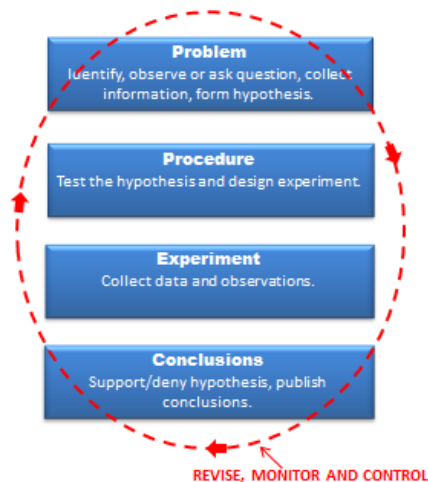 Problem
Identify, observe or ask question, collect
information, form hypothesis.
Procedure
Test the hypothesis and design experiment.
Experiment
Collect data and observations.
Conclusions
Support/deny hypothesis, publish
conclusions.
REVISE, MONITOR AND CONTROL